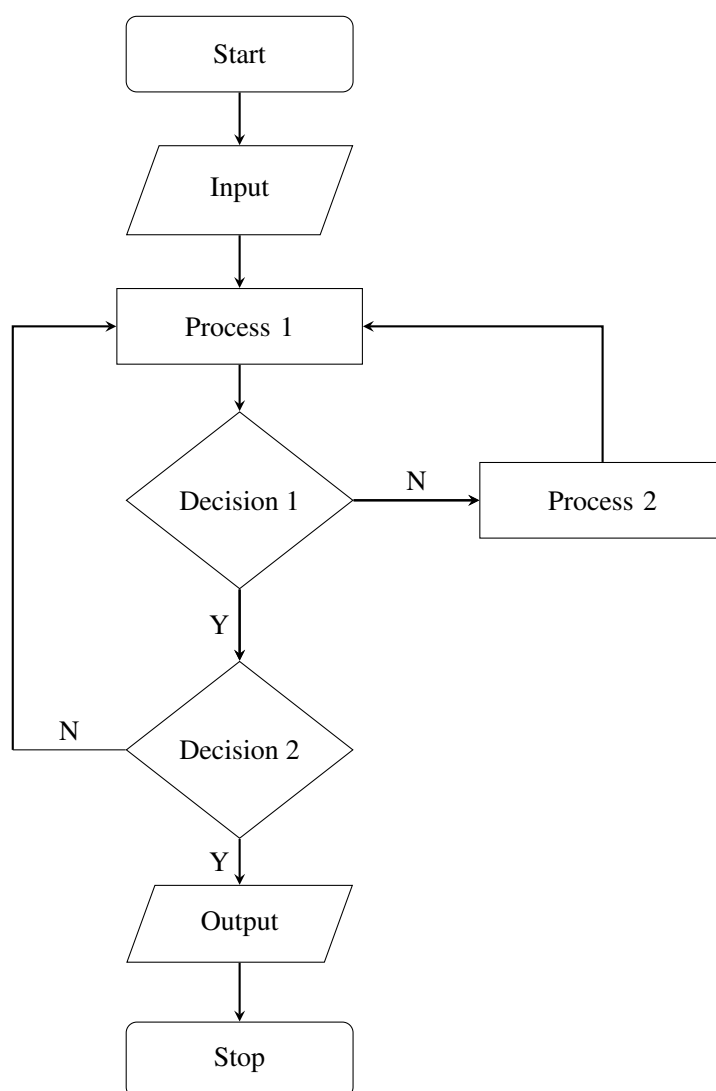 Start
Input
Process 1
Decision 1
N
Process 2
Y
N
Decision 2
Y
Output
Stop